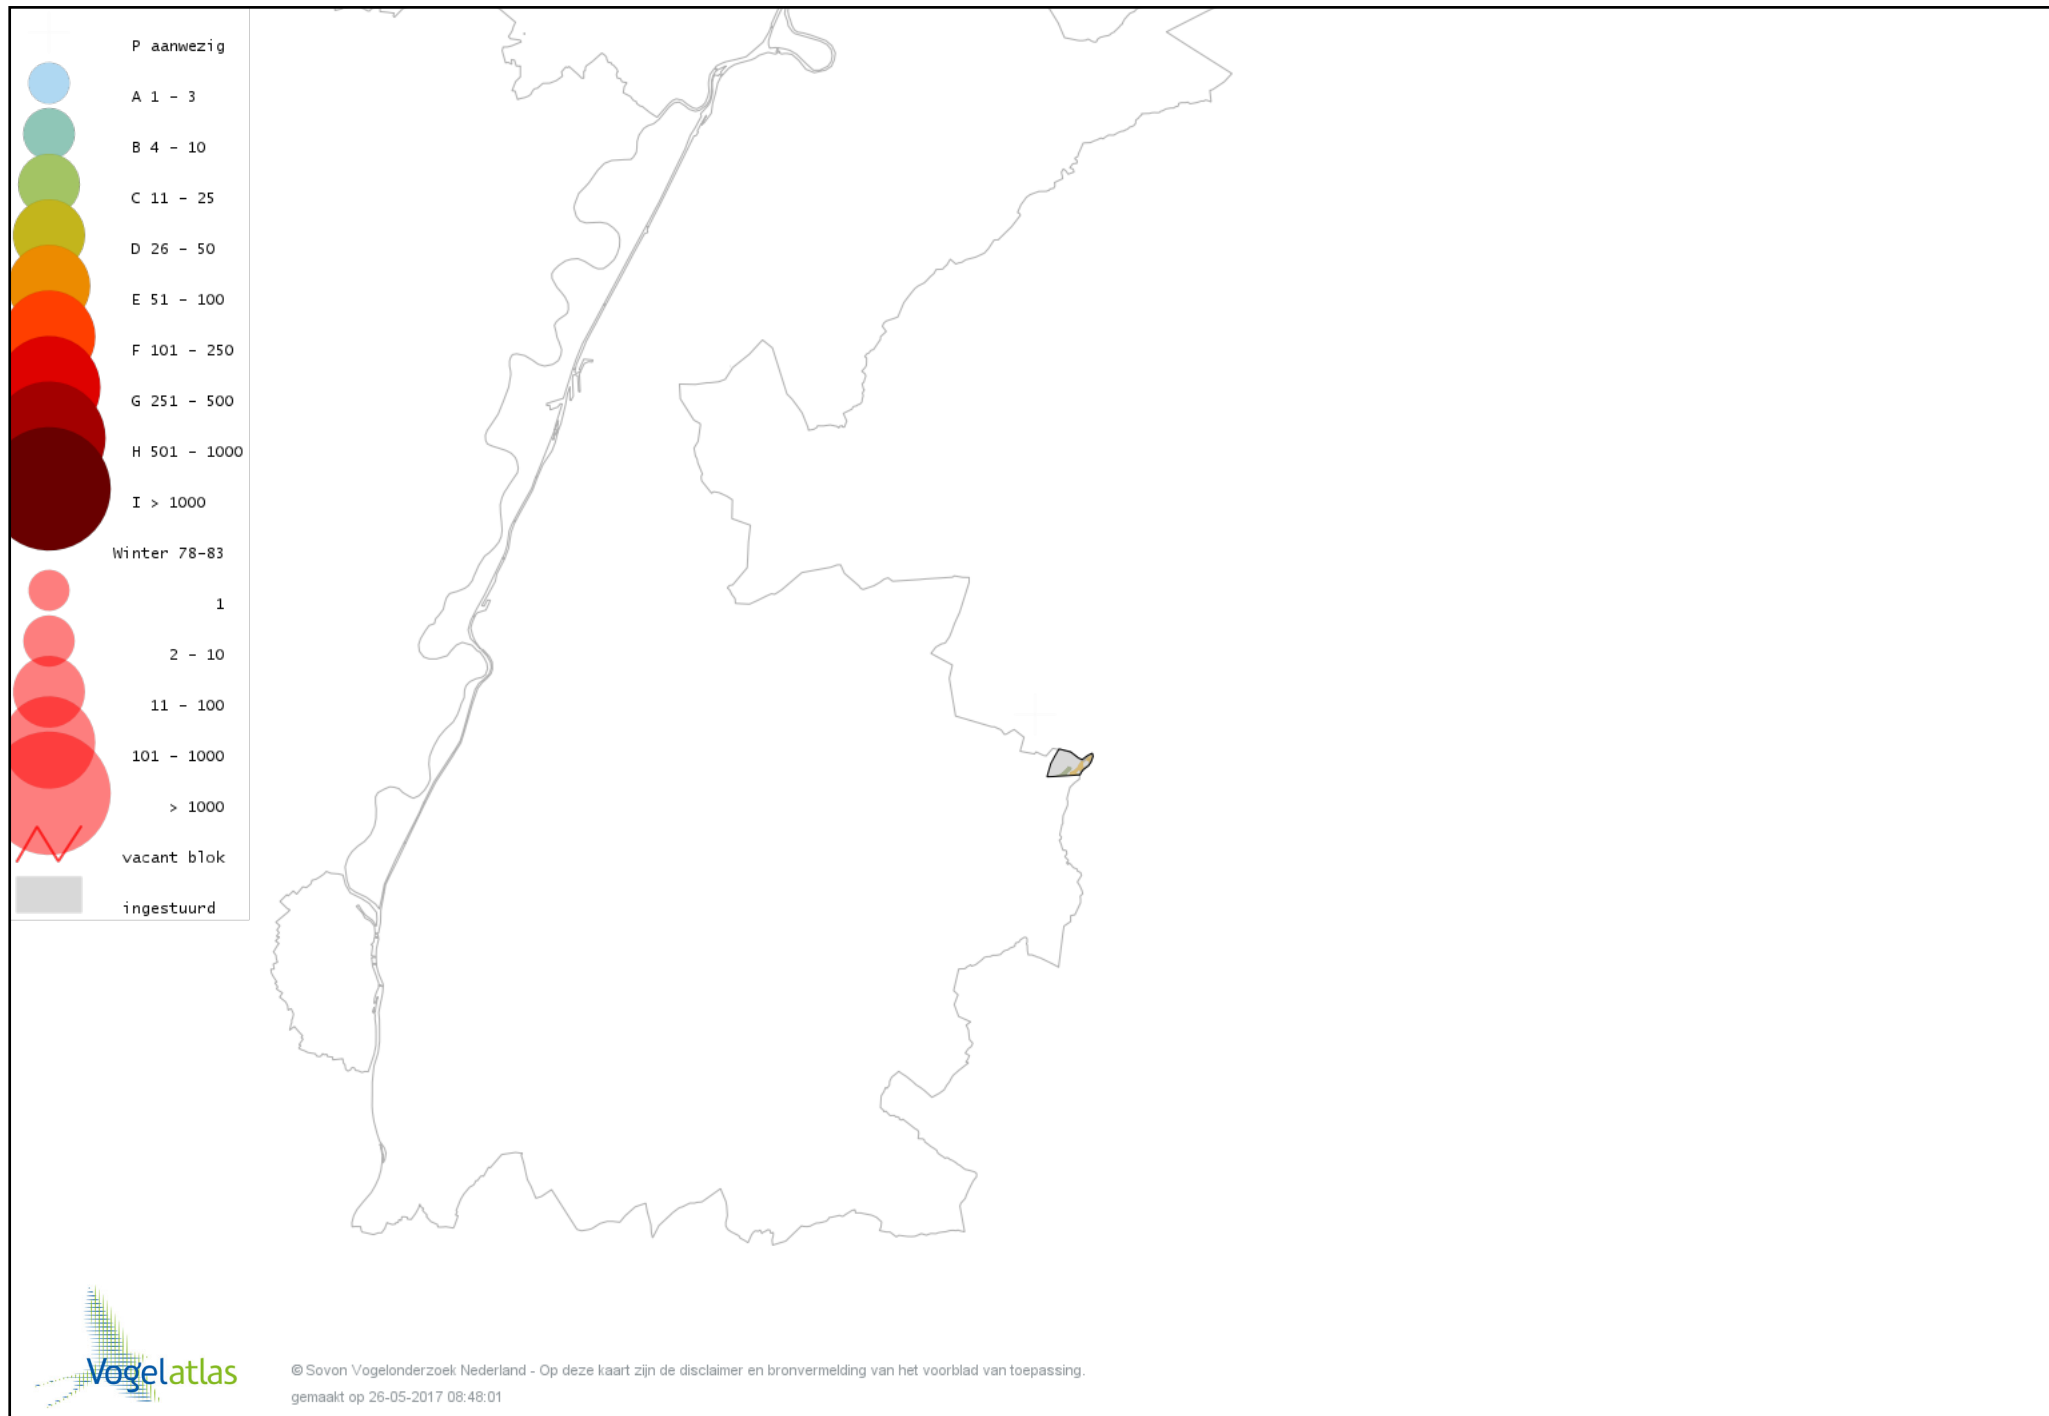 P aanwezig
A 1 - 3
B 4 - 10
C 11 - 25
D 26 - 50
E 51 - 100
F 101 - 250
G 251 - 500
H 501 - 1000
I > 1000
Winter 78-83
1
2 - 10
11 - 100
101 - 1000
> 1000
vacant blok
ingestuurd
Vogelatlas
© Sovon Vogelonderzoek Nederland - Op deze kaart zijn de disclaimer en bronvermelding van het voorblad van toepassing.
gemaakt op 26-05-2017 08:48:01